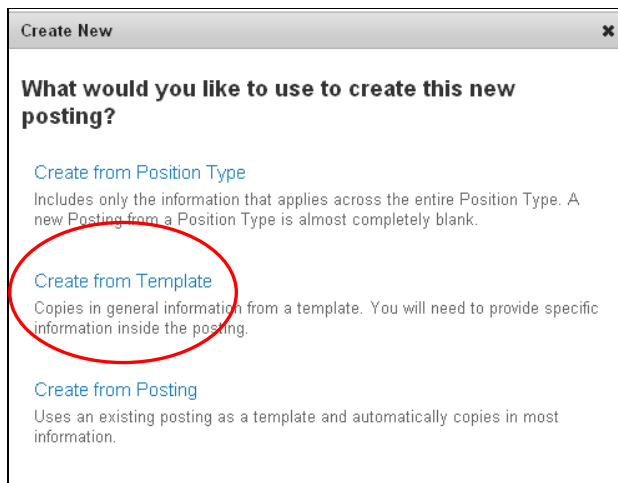 Create New
What would you like to use to create this new
posting?
Create from Position Type
Includes only the information that applies across the entire Position Type. A
new Posting from a Position Type is almost completely blank.
Create from Template
Copies in general information from a template. You will need to provide specific
information inside the posting.
Create from Posting
Uses an existing posting as a template and automatically copies in most
information.